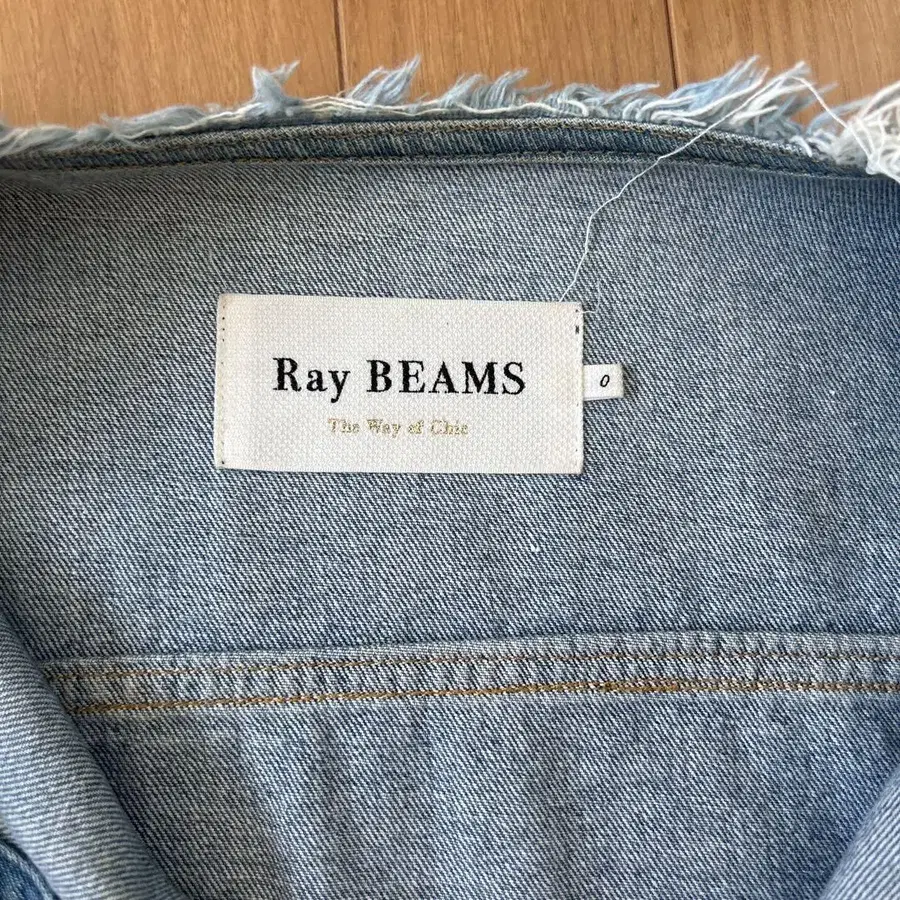 Ray BEAMS
The Way of Chic
0